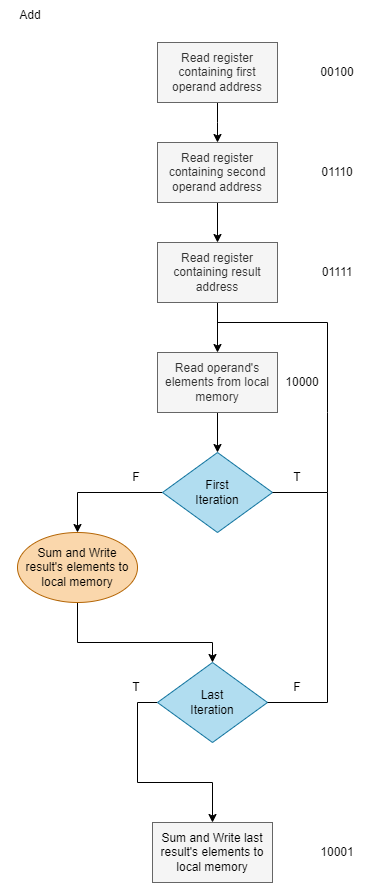 Add
Read register
containing first
operand address
00100
Read register
containing second
operand address
01110
Read register
containing result
address
01111
Read operand's
elements from local
memory
10000
First
Iteration
F
T
Sum and Write
result's elements to
local memory
Last
Iteration
T
F
Sum and Write last
result's elements to
local memory
10001